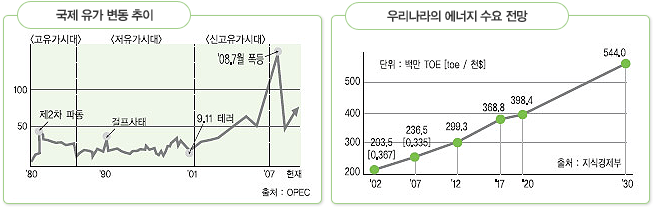 국제 유가 변동 추이
<고유가시대>
<저유가시대>
<신고유가시대>
'08.7월 폭등
100
제2차 파동
걸프사태
9.11 테러
50
'80
'90
'01
'07
현재
출처 : OPEC
우리나라의 에너지 수요 전망
단위 : 백만 TOE [toe / 천$]
544.0
500
400
368.8
398.4
300
299.3
236.5
[0.335]
203.5
[0.367]
200
출처 : 지식경제부
'02
'07
'12
'17
'20
'30